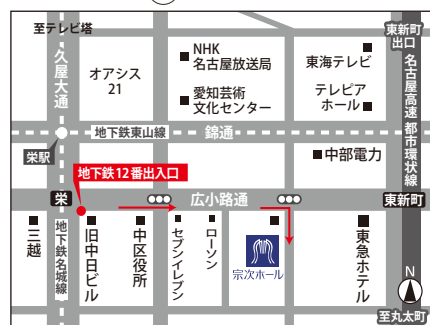 至テレビ塔
久屋大通
オアシス
21
NHK
名古屋放送局
愛知芸術
文化センター
東海テレビ
テレピア
ホール
東新町
出口
名古屋高速 都市環状線
地下鉄東山線
錦通
栄駅
中部電力
地下鉄12番出入口
栄
広小路通
東新町
三越
地下鉄名城線
旧中日ビル
中区役所
セブンイレブン
ローソン
宗次ホール
東急ホテル
N
至丸太町